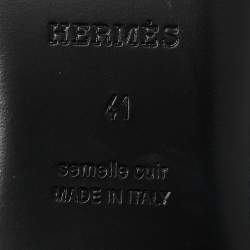 HERMÈS
41
semelle cuir
MADE IN ITALY